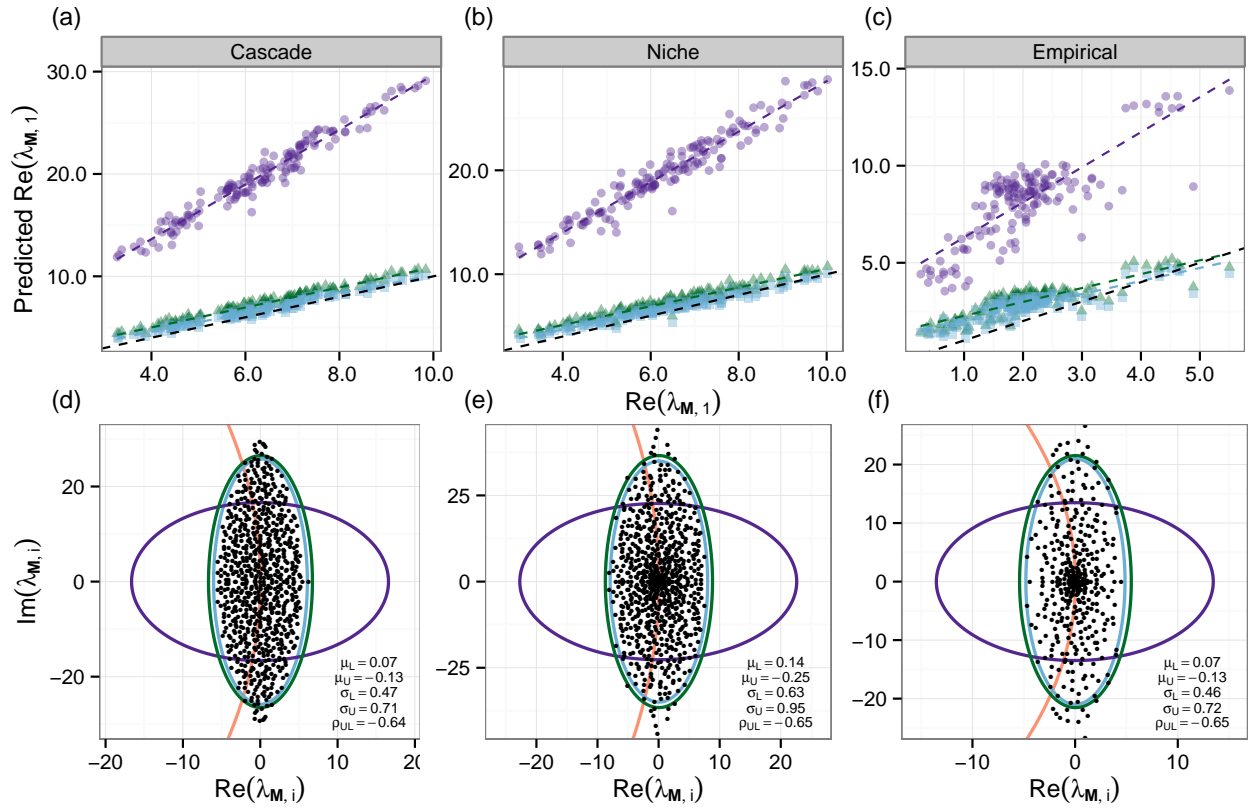 (a) (b) (c)
Cascade Niche Empirical
Predicted Re(λM, 1)
30.0
20.0
10.0
4.0 6.0 8.0 10.0
20.0
10.0
4.0 6.0 8.0 10.0
15.0
10.0
5.0
1.0 2.0 3.0 4.0 5.0
Re(λM, 1)
(d) (e) (f)
Im(λM, i)
20
0
−20
−20 −10 0 10 20
μL = 0.07
μU = −0.13
σL = 0.47
σU = 0.71
ρUL = −0.64
Re(λM, i)
25
0
−25
−20 0 20
μL = 0.14
μU = −0.25
σL = 0.63
σU = 0.95
ρUL = −0.65
Re(λM, i)
20
10
0
−10
−20
−10 0 10
μL = 0.07
μU = −0.13
σL = 0.46
σU = 0.72
ρUL = −0.65
Re(λM, i)